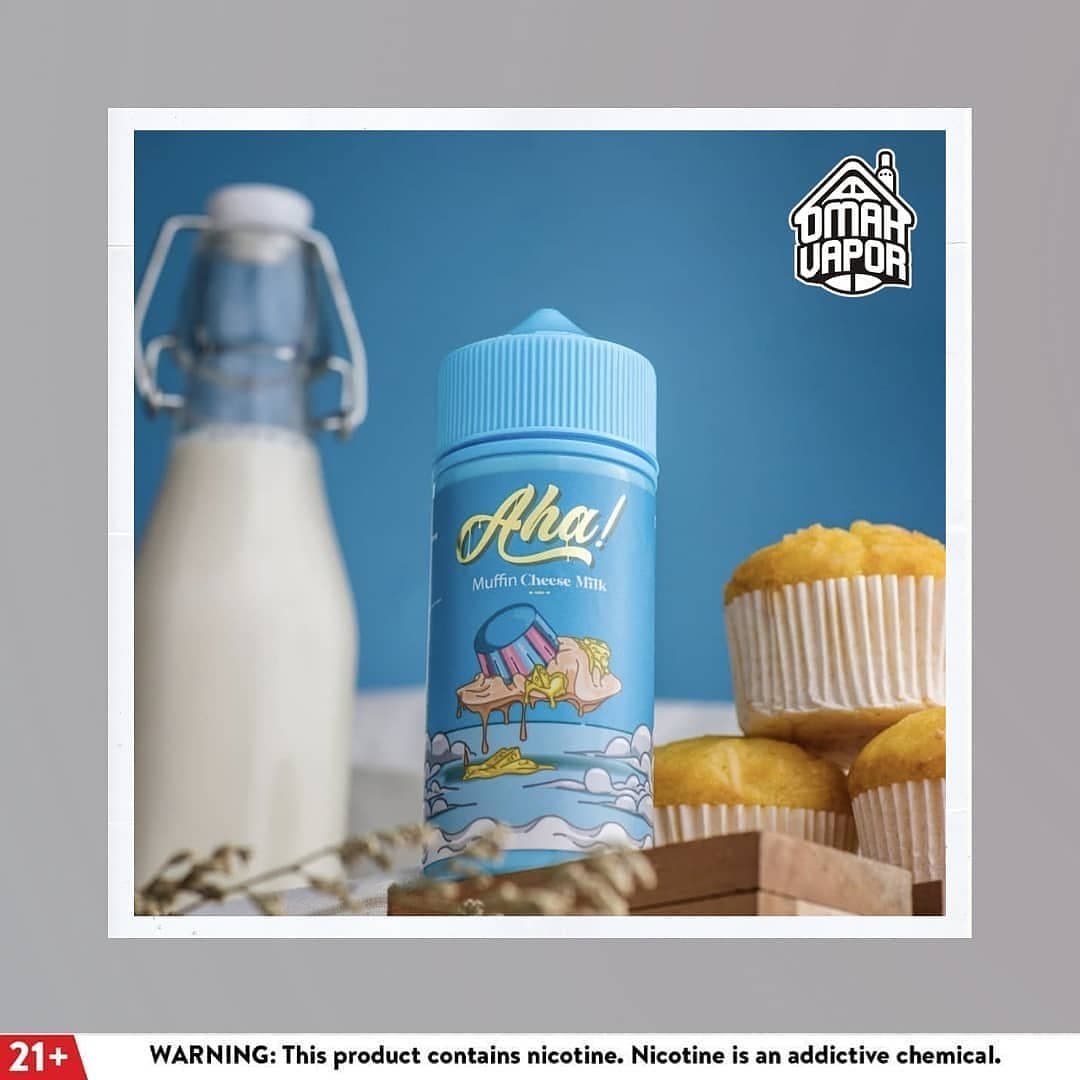 OMAH
VAPOR
Aha!
Muffin Cheese Milk
21+
WARNING: This product contains nicotine. Nicotine is an addictive chemical.